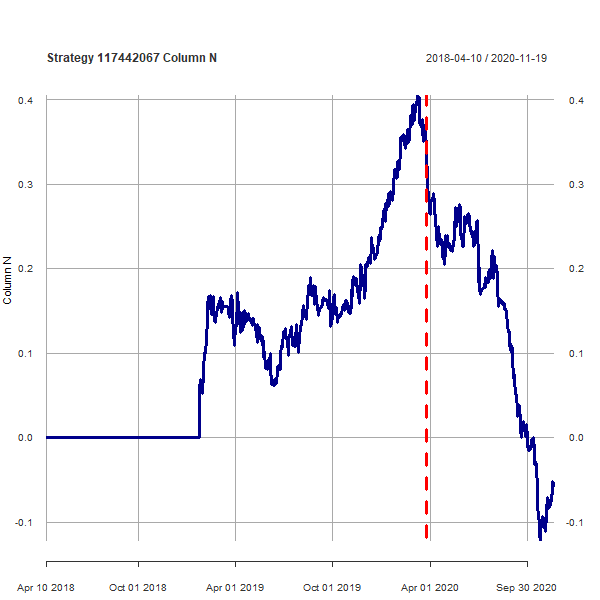 Strategy 117442067 Column N
2018-04-10 / 2020-11-19
0.4
0.4
0.3
0.3
0.2
0.2
Column N
0.1
0.1
0.0
0.0
-0.1
-0.1
Apr 10 2018
Oct 01 2018
Apr 01 2019
Oct 01 2019
Apr 01 2020
Sep 30 2020